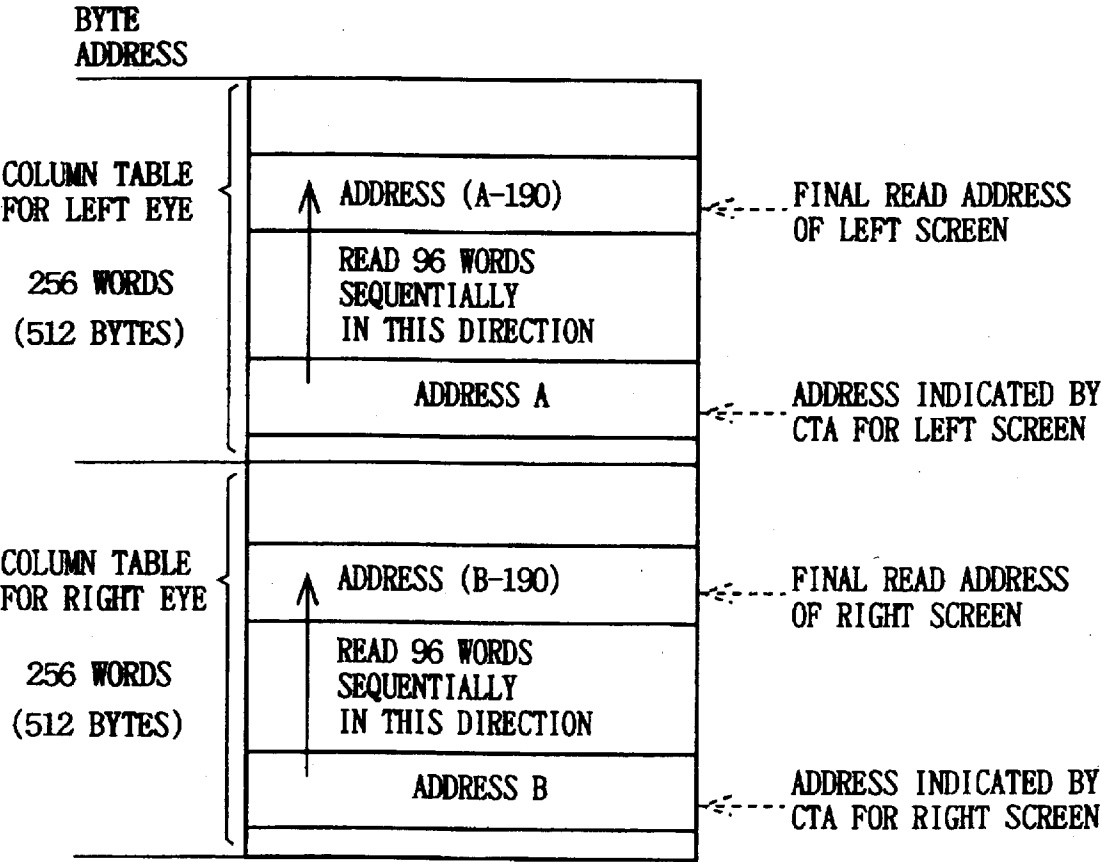 BYTE
ADDRESS
COLUMN TABLE
FOR LEFT EYE
256 WORDS
(512 BYTES)
ADDRESS (A-190)
READ 96 WORDS
SEQUENTIALLY
IN THIS DIRECTION
ADDRESS A
FINAL READ ADDRESS
OF LEFT SCREEN
ADDRESS INDICATED BY
CTA FOR LEFT SCREEN
COLUMN TABLE
FOR RIGHT EYE
256 WORDS
(512 BYTES)
ADDRESS (B-190)
READ 96 WORDS
SEQUENTIALLY
IN THIS DIRECTION
ADDRESS B
FINAL READ ADDRESS
OF RIGHT SCREEN
ADDRESS INDICATED BY
CTA FOR RIGHT SCREEN